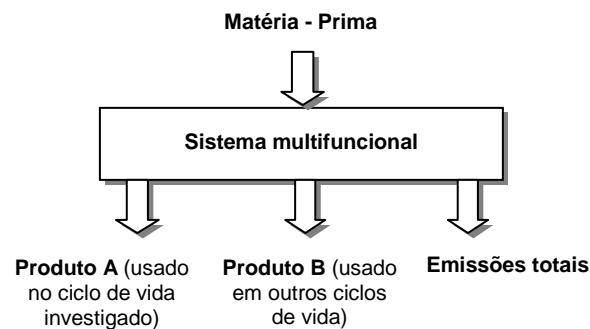 Matéria - Prima
Sistema multifuncional
Produto A (usado
no ciclo de vida
investigado)
Produto B (usado
em outros ciclos
de vida)
Emissões totais